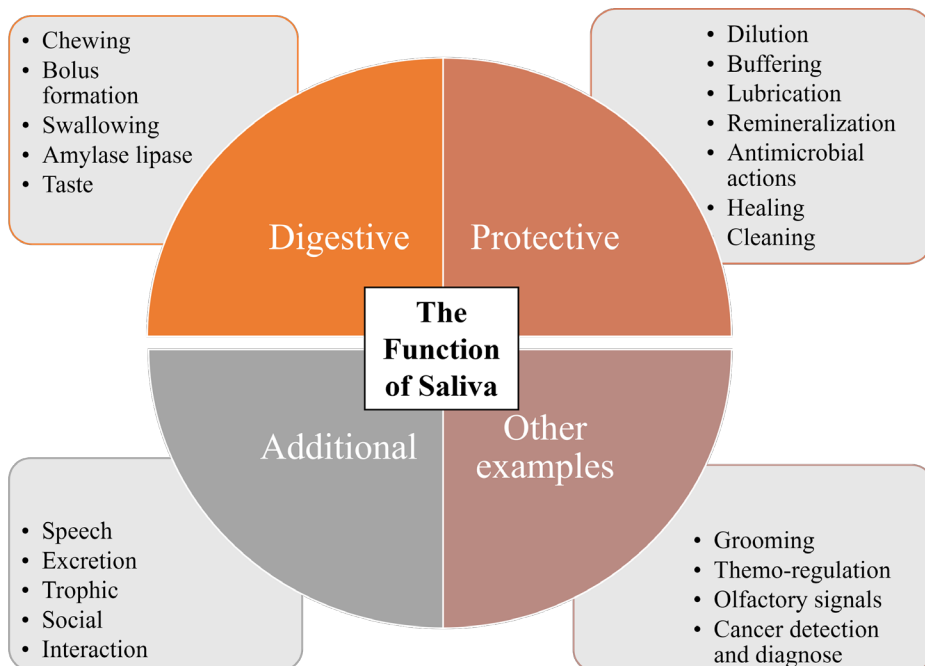 • Chewing
• Bolus
formation
• Swallowing
• Amylase lipase
• Taste
• Dilution
• Buffering
• Lubrication
• Remineralization
• Antimicrobial
actions
• Healing
Cleaning
Digestive
Protective
The
Function
of Saliva
Additional
Other
examples
• Speech
• Excretion
• Trophic
• Social
• Interaction
• Grooming
• Themo-regulation
• Olfactory signals
• Cancer detection
and diagnose